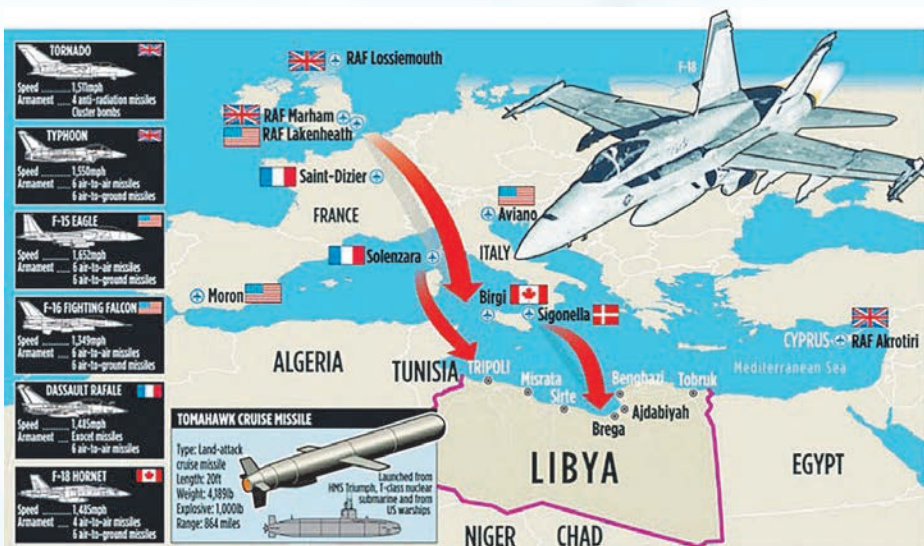 TORNADO
Speed ........ 1,511mph
Armament ..... 4 anti-radiation missiles
Cluster bombs
TYPHOON
Speed ........ 1,550mph
Armament ..... 6 air-to-air missiles
6 air-to-ground missiles
F-15 EAGLE
Speed ........ 1,652mph
Armament ..... 6 air-to-air missiles
6 air-to-ground missiles
F-16 FIGHTING FALCON
Speed ........ 1,349mph
Armament ..... 6 air-to-air missiles
6 air-to-ground missiles
DASSAULT RAFALE
Speed ........ 1,485mph
Armament ..... Exocet missiles
6 air-to-air missiles
F-18 HORNET
Speed ........ 1,485mph
Armament ..... 4 air-to-air missiles
6 air-to-ground missiles
RAF Lossiemouth
F-18
RAF Marham
RAF Lakenheath
Saint-Dizier
FRANCE
Aviano
ITALY
Solenzara
Moron
Birgi
Sigonella
CYPRUS
RAF Akrotiri
Mediterranean Sea
ALGERIA
TUNISIA
TRIPOLI
Misrata
Sirte
Benghazi
Tobruk
Ajdabiyah
Brega
LIBYA
EGYPT
NIGER
CHAD
TOMAHAWK CRUISE MISSILE
Type: Land-attack
cruise missile
Length: 20ft
Weight: 4,189lb
Explosive: 1,000lb
Range: 864 miles
Launched from
HMS Triumph, T-class nuclear
submarine and from
US warships